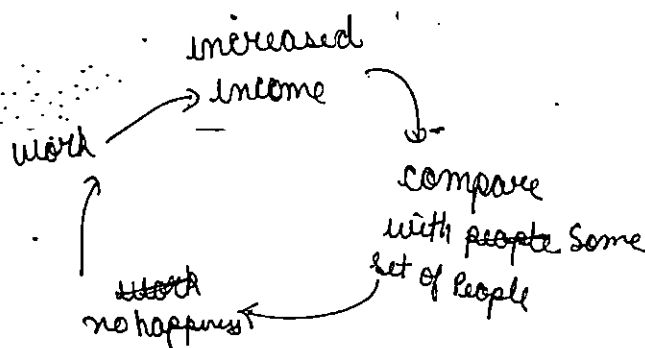 increased
income
work
compare
with people Some
set of People
work
no happiness